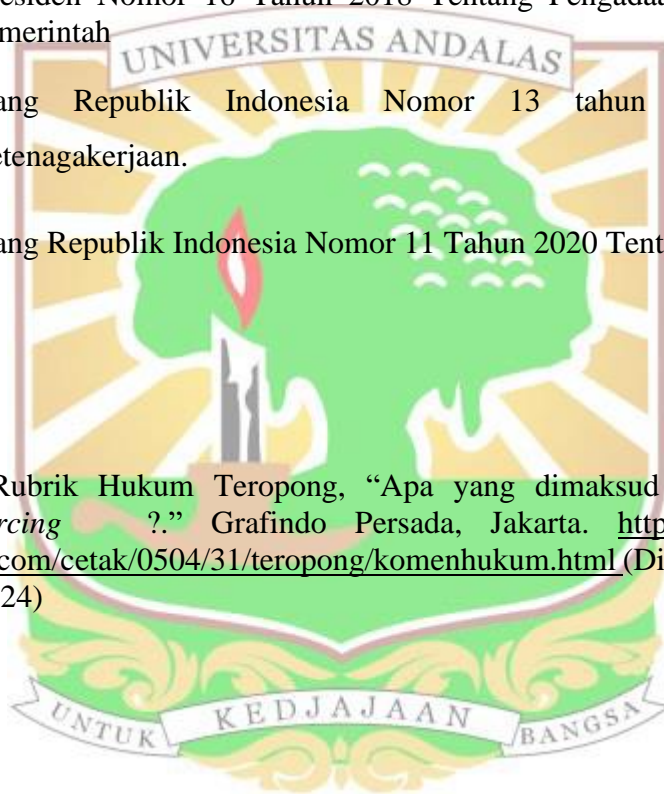 esiden Nomor 16 Tahun 2018 Tentang Pengadaa
merintah
UNIVERSITAS ANDALAS
ang Republik Indonesia Nomor 13 tahun
etenagakerjaan.
ang Republik Indonesia Nomor 11 Tahun 2020 Tent
Rubrik Hukum Teropong, “Apa yang dimaksud
rcing ?.” Grafindo Persada, Jakarta. http
.com/cetak/0504/31/teropong/komenhukum.html (Di
24)
UNTUK KEDJAJAAN BANGSA